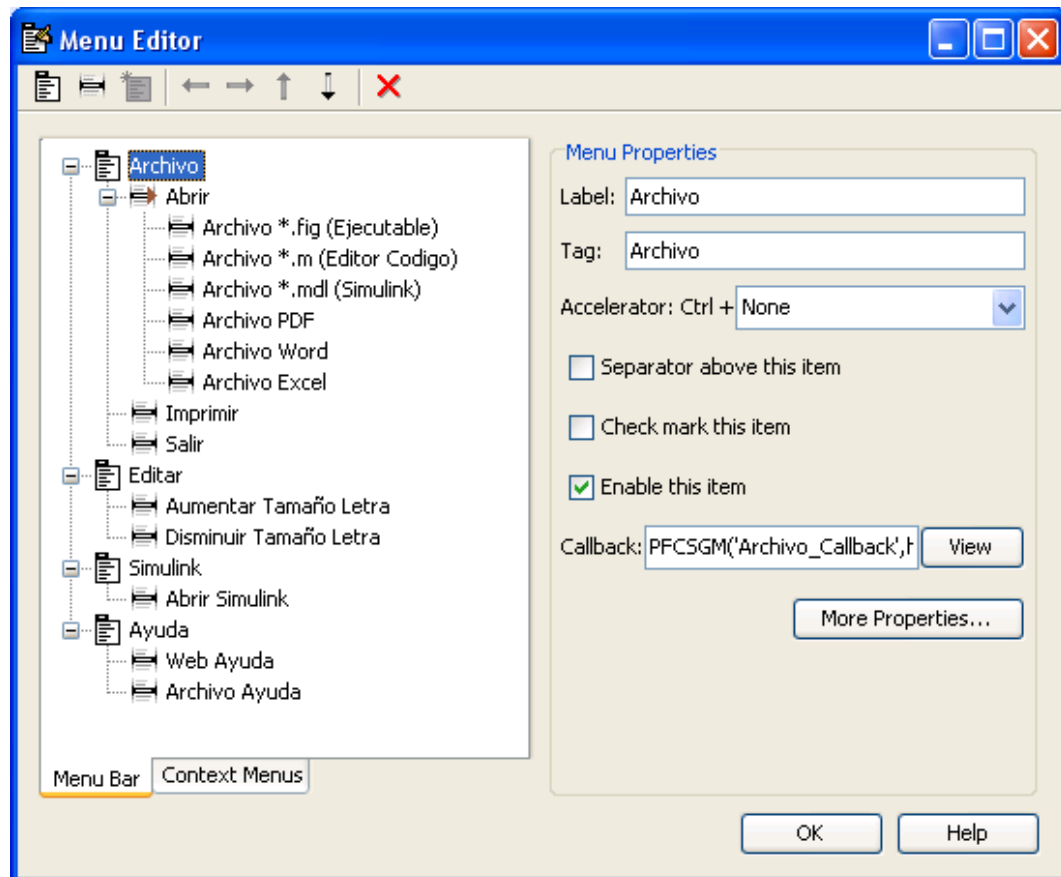 Menu Editor
Archivo
Abrir
Archivo *.fig (Ejecutable)
Archivo *.m (Editor Codigo)
Archivo *.mdl (Simulink)
Archivo PDF
Archivo Word
Archivo Excel
Imprimir
Salir
Editar
Aumentar Tamaño Letra
Disminuir Tamaño Letra
Simulink
Abrir Simulink
Ayuda
Web Ayuda
Archivo Ayuda
Menu Bar
Context Menus
Menu Properties
Label: Archivo
Tag: Archivo
Accelerator: Ctrl + None
Separator above this item
Check mark this item
Enable this item
Callback: PFCSGM('Archivo_Callback',h View
More Properties...
OK
Help